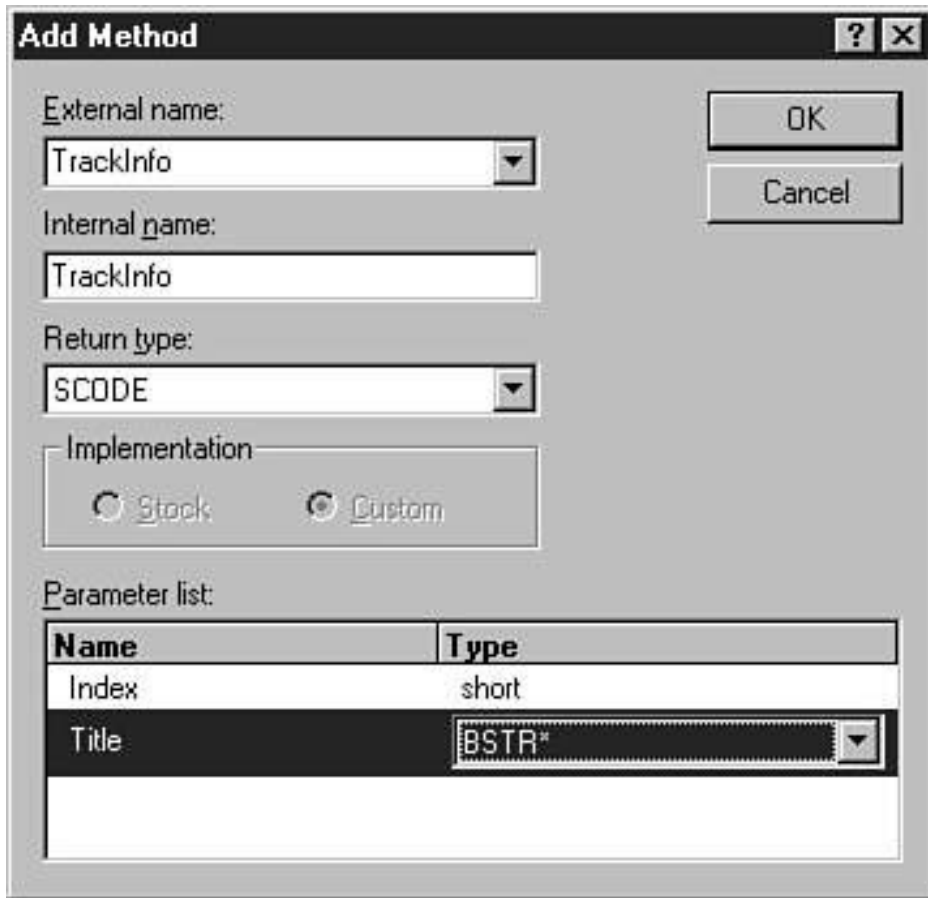 Add Method
External name:
OK
TrackInfo
Cancel
Internal name:
TrackInfo
Return type:
SCODE
Implementation
Stock Custom
Parameter list:
Name Type
Index short
Title BSTR*